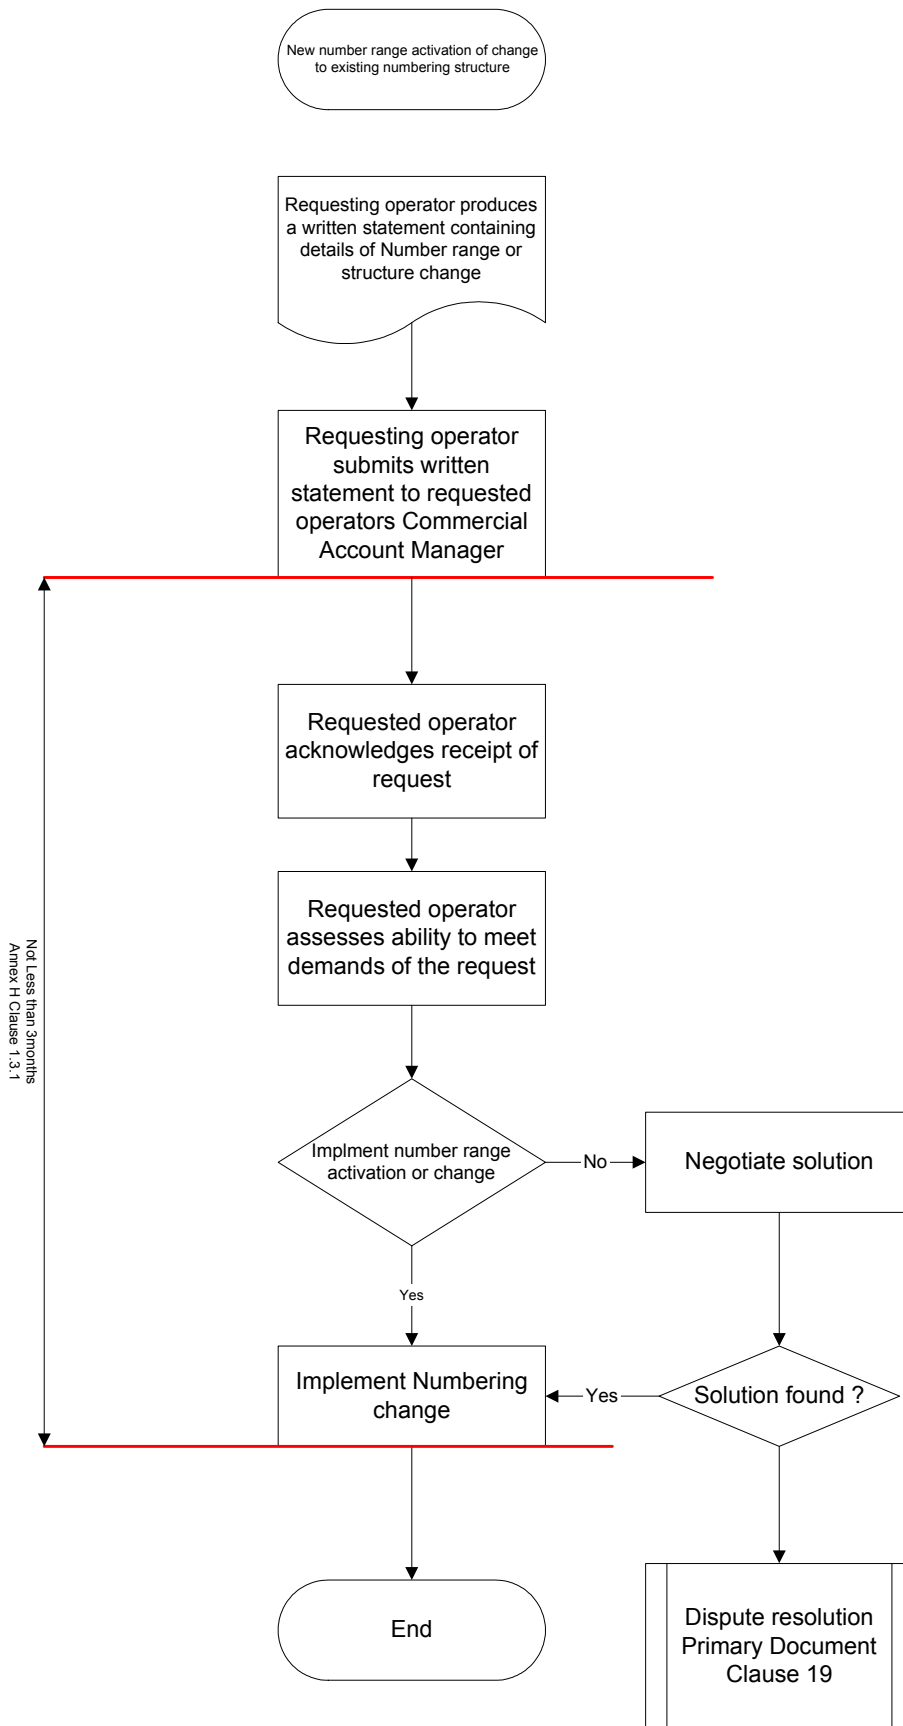 New number range activation of change
to existing numbering structure
Requesting operator produces
a written statement containing
details of Number range or
structure change
Requesting operator
submits written
statement to requested
operators Commercial
Account Manager
Requested operator
acknowledges receipt of
request
Requested operator
assesses ability to meet
demands of the request
Not Less than 3months
Annex H Clause 1.3.1
Implment number range
activation or change
No
Negotiate solution
Yes
Implement Numbering
change
Yes
Solution found ?
End
Dispute resolution
Primary Document
Clause 19